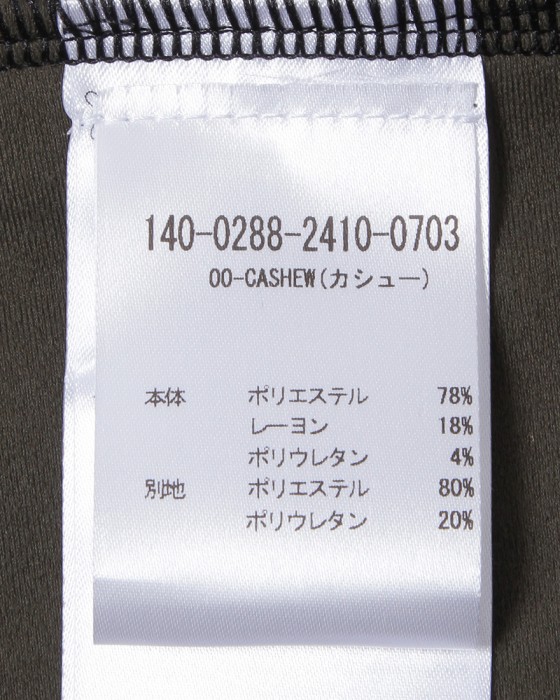 140-0288-2410-0703
00-CASHEW(カシュー)
本体 ポリエステル 78%
レーヨン 18%
ポリウレタン 4%
別地 ポリエステル 80%
ポリウレタン 20%